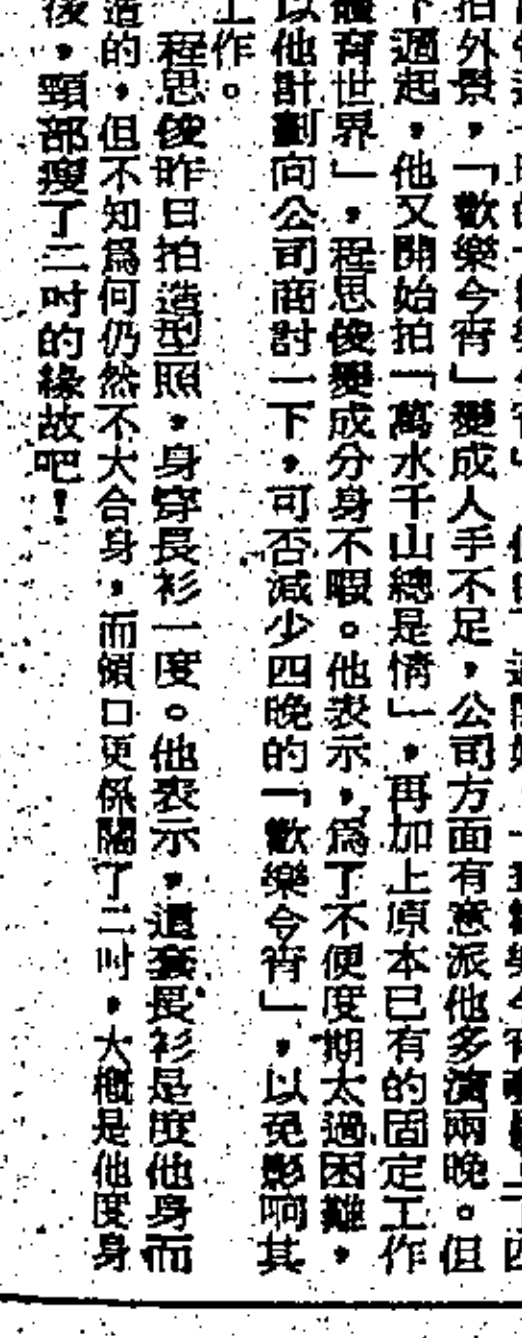 拍外景，「歡樂今宵」變成人手不足，公司方面有意派他多演兩晚。但
下週起，他又開始拍「萬水千山總是情」，再加上原本已有的固定工作
體育世界」，程思俊變成分身不暇。他表示，爲了不使度期太過困難，
以他計劃向公司商討一下，可否減少四晚的「歡樂今宵」，以免影响其
工作。
程思俊昨日拍造型照，身穿長衫一度。他表示，這套長衫是度他身而
造的，但不知爲何仍然不大合身，而領口更係闊了二吋，大槪是他度身
後，頸部瘦了二吋的緣故吧！